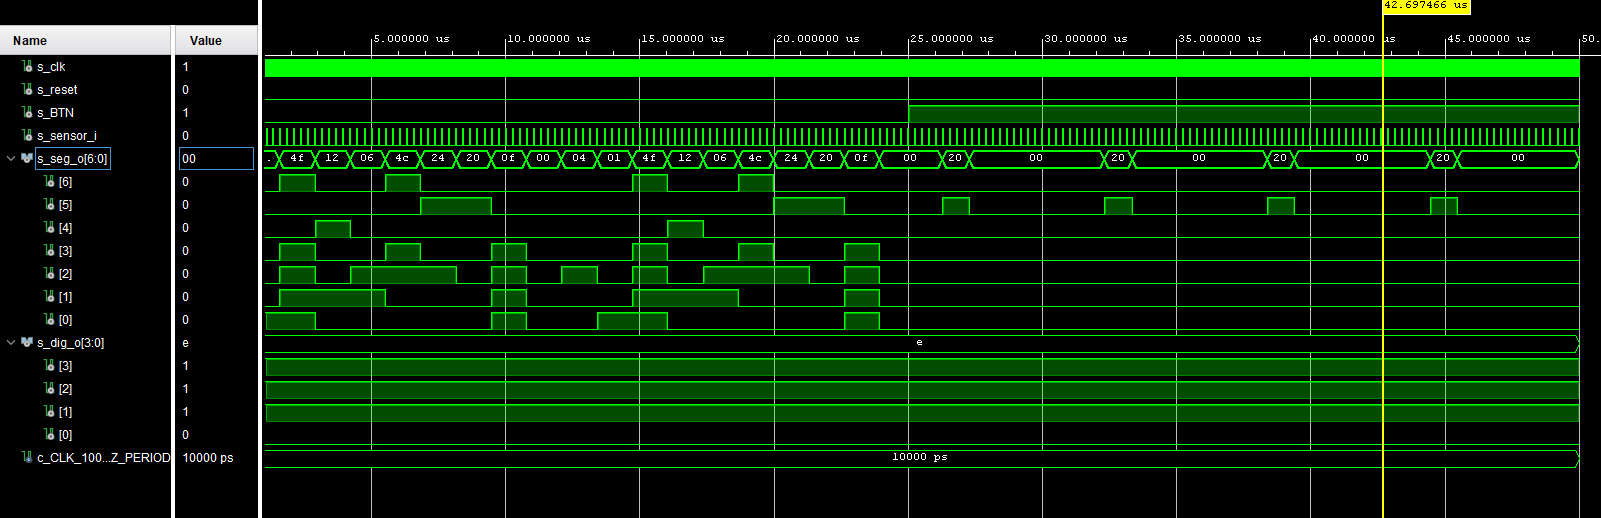 42.697466 us
Name Value 5.000000 us 10.000000 us 15.000000 us 20.000000 us 25.000000 us 30.000000 us 35.000000 us 40.000000 us 45.000000 us 50.
s_clk 1
s_reset 0
s_BTN 1
s_sensor_i 0
s_seg_o[6:0] 00 . 4f 12 06 4c 24 20 0f 00 04 01 4f 12 06 4c 24 20 0f 00 20 00 20 00 20 00 20 00
[6] 0
[5] 0
[4] 0
[3] 0
[2] 0
[1] 0
[0] 0
s_dig_o[3:0] e e
[3] 1
[2] 1
[1] 1
[0] 0
c_CLK_100...Z_PERIOD 10000 ps 10000 ps